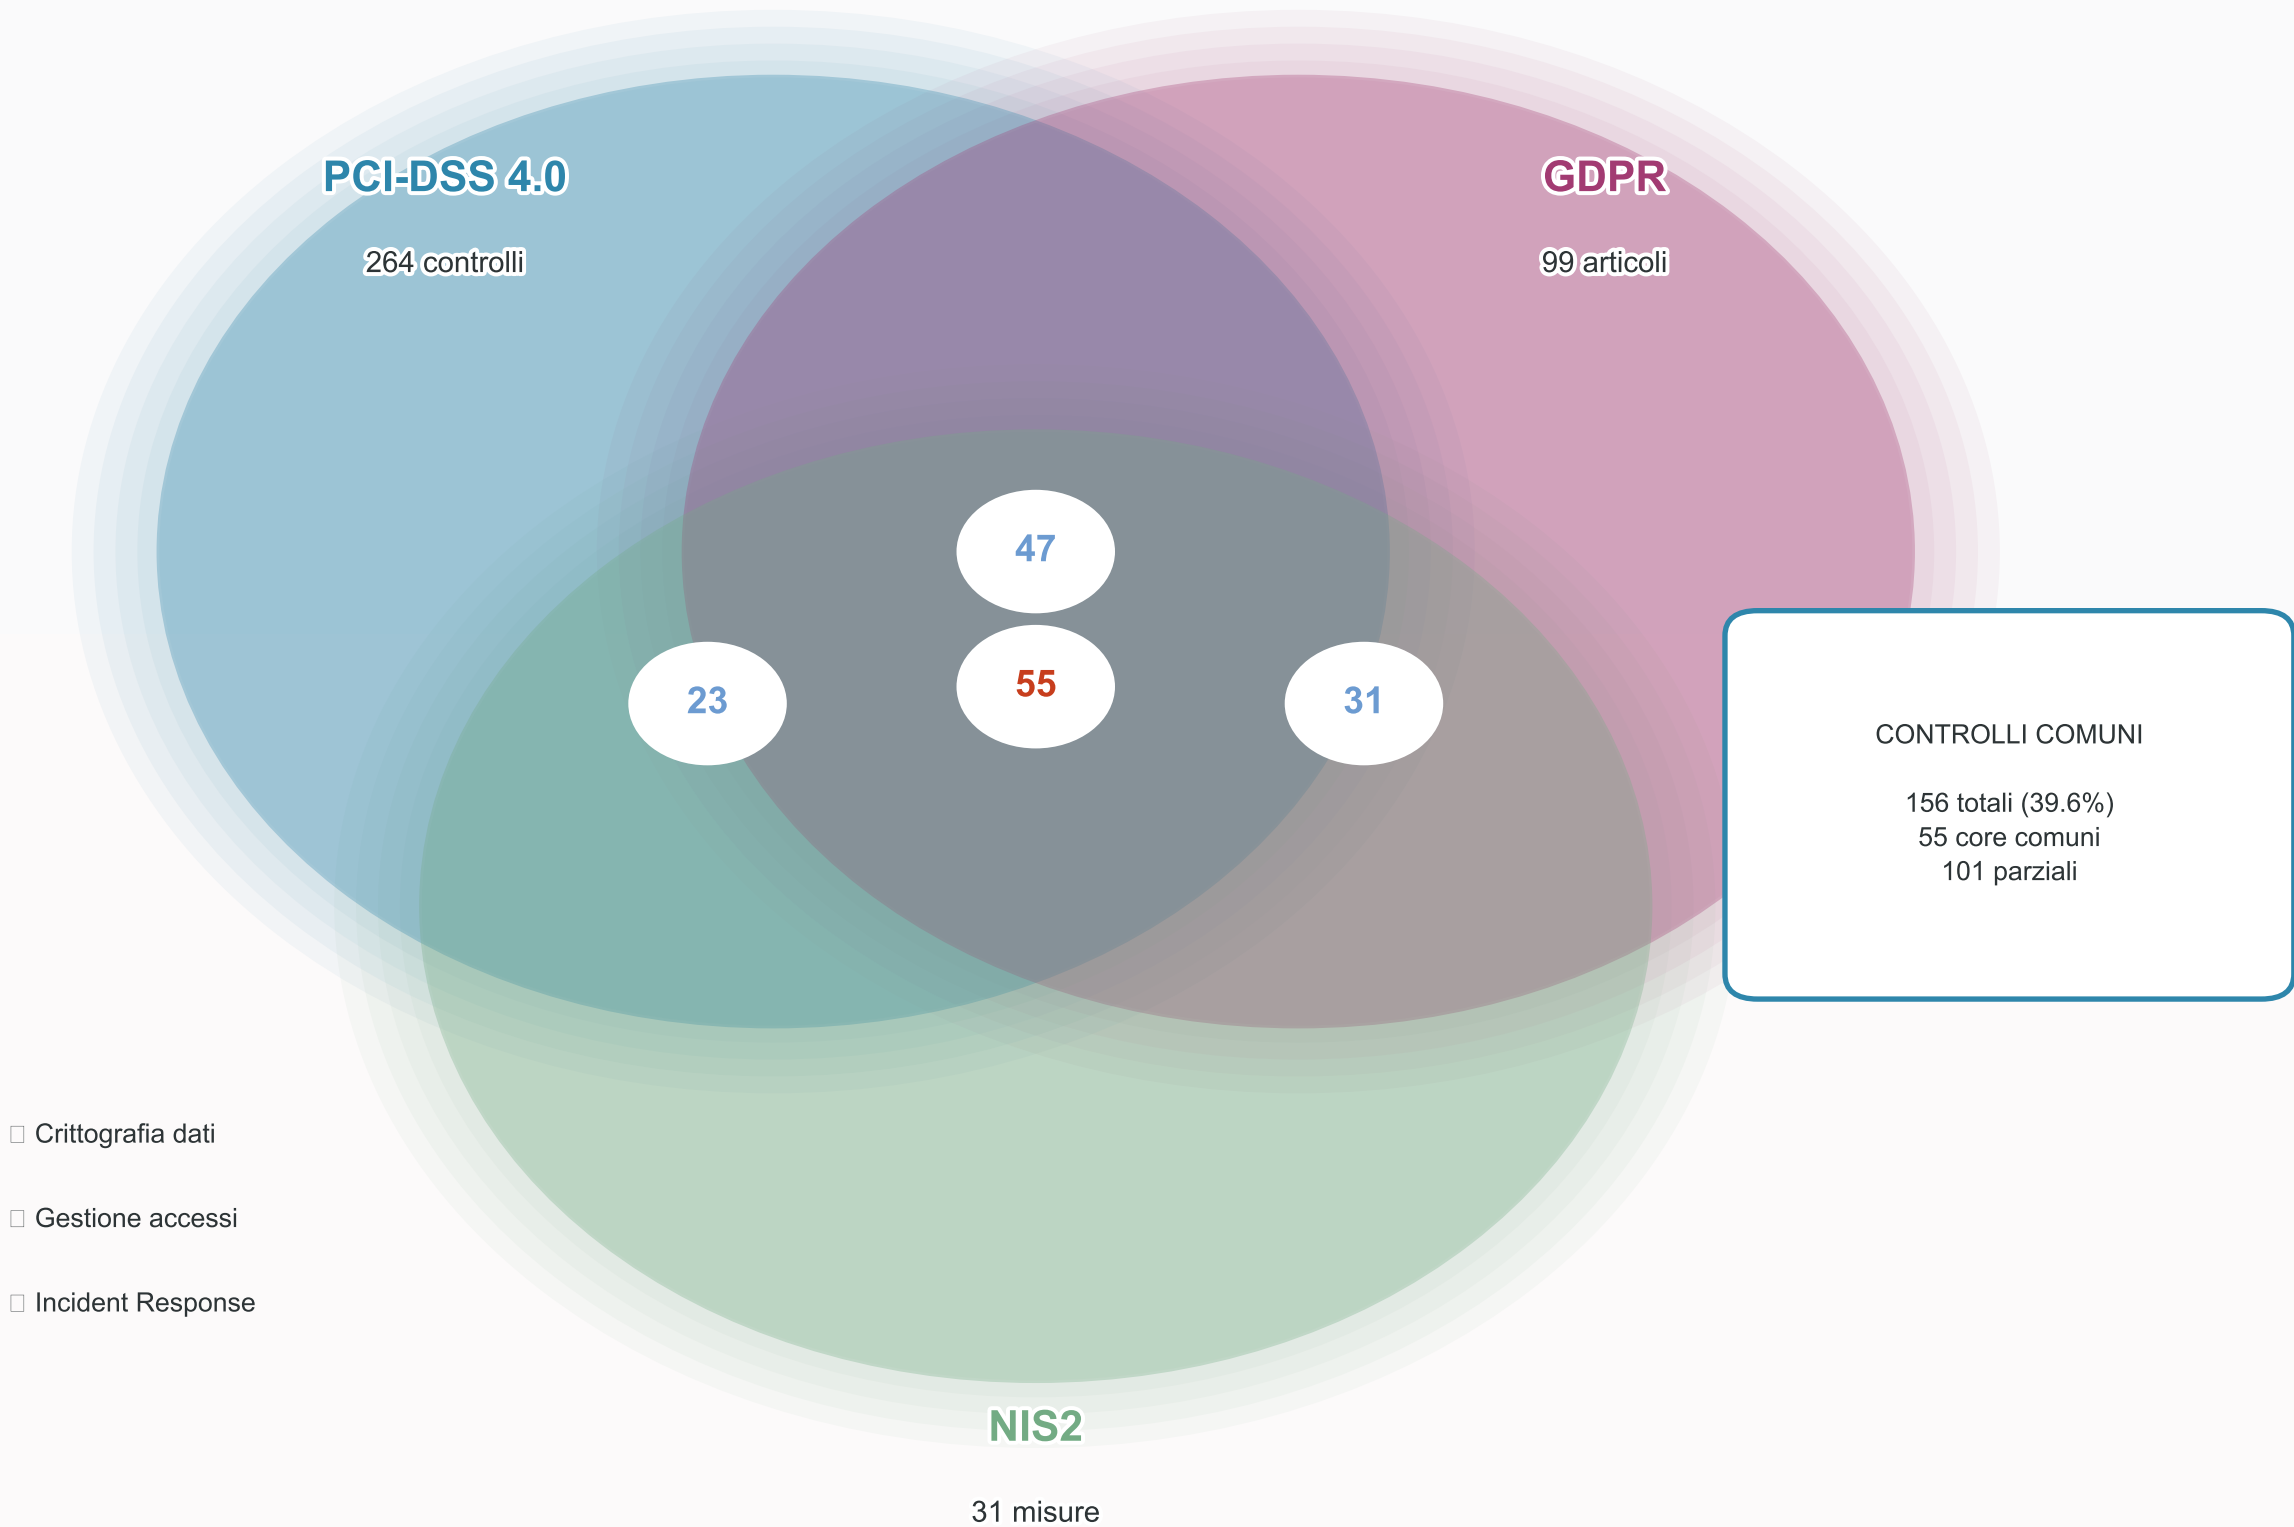 PCI-DSS 4.0
264 controlli
GDPR
99 articoli
47
55
23
31
CONTROLLI COMUNI
156 totali (39.6%)
55 core comuni
101 parziali
Crittografia dati
Gestione accessi
Incident Response
NIS2
31 misure